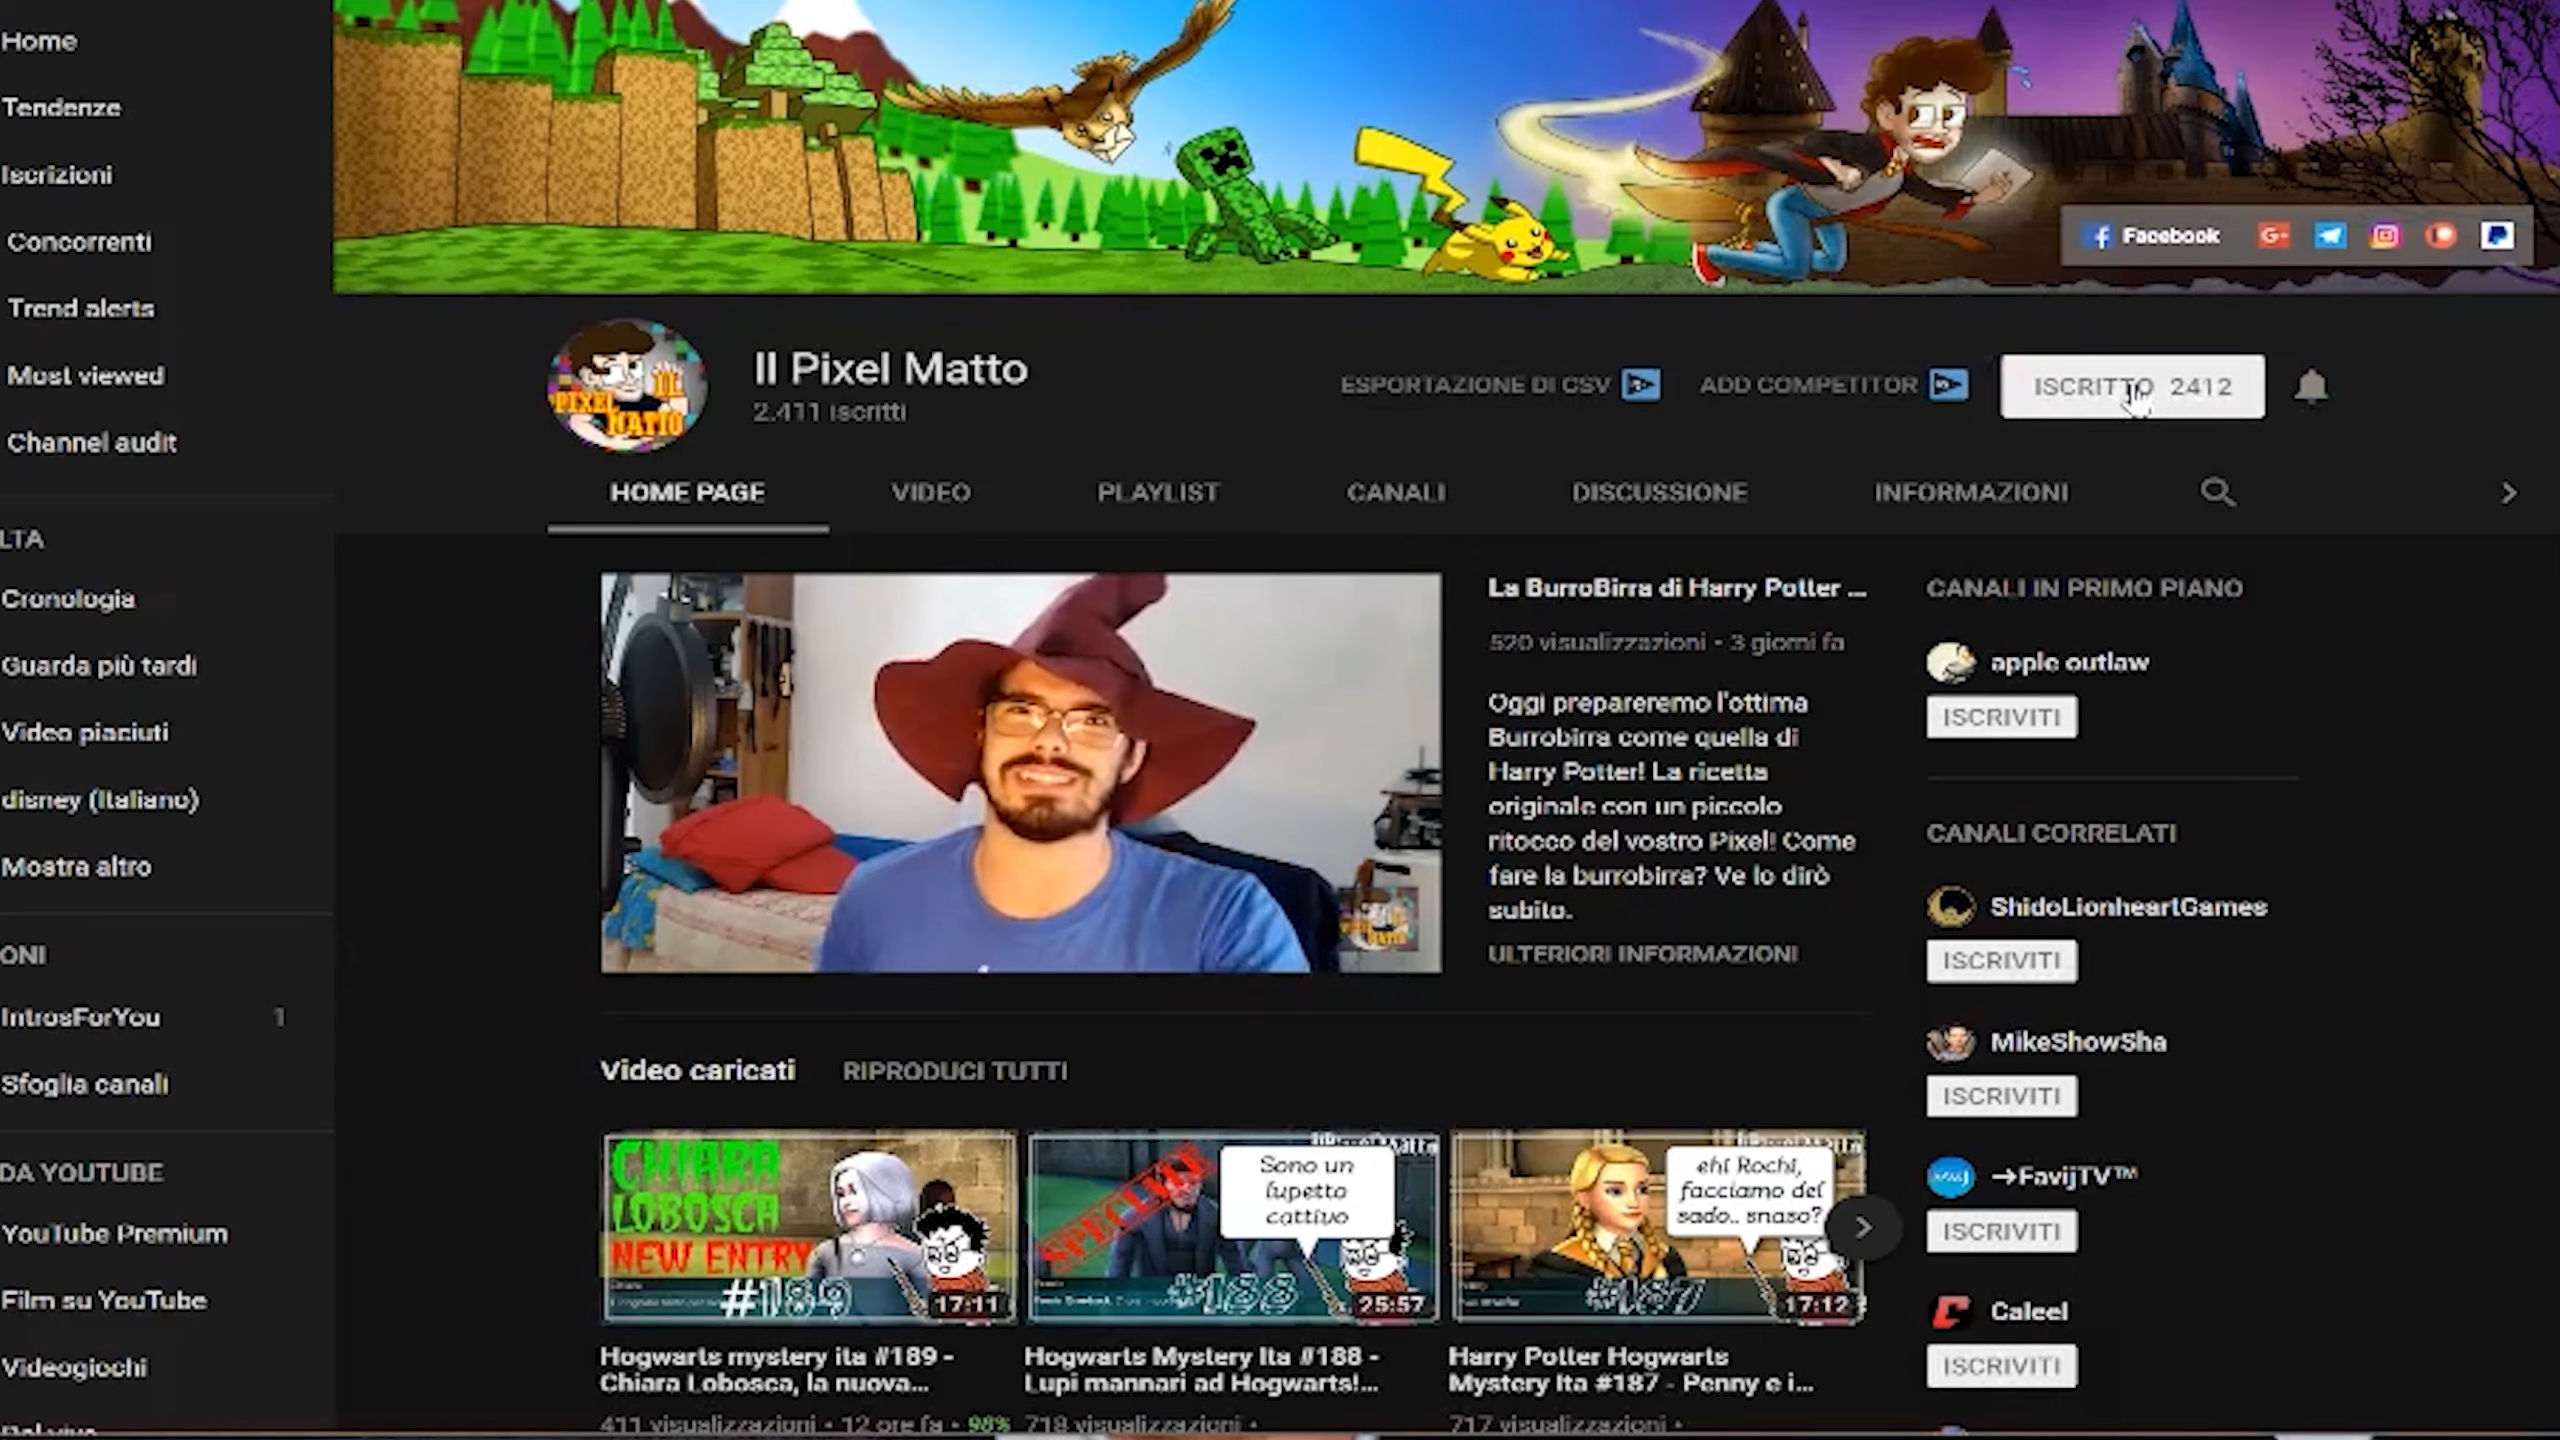 Home
Tendenze
Iscrizioni
Concorrenti
Trend alerts
Most viewed
Channel audit
LTA
Cronologia
Guarda più tardi
Video piaciuti
disney (Italiano)
Mostra altro
ONI
IntrosForYou 1
Sfoglia canali
DA YOUTUBE
YouTube Premium
Film su YouTube
Videogiochi
Facebook
IL
PIXEL
MATTO
Il Pixel Matto
2.411 iscritti
ESPORTAZIONE DI CSV
ADD COMPETITOR
ISCRITTO 2412
HOME PAGE VIDEO PLAYLIST CANALI DISCUSSIONE INFORMAZIONI
La BurroBirra di Harry Potter ...
520 visualizzazioni • 3 giorni fa
Oggi prepareremo l'ottima
Burrobirra come quella di
Harry Potter! La ricetta
originale con un piccolo
ritocco del vostro Pixel! Come
fare la burrobirra? Ve lo dirò
subito.
ULTERIORI INFORMAZIONI
Video caricati RIPRODUCI TUTTI
CHIARA
LOBOSCA
NEW ENTRY
#189
17:11
Hogwarts mystery ita #189 -
Chiara Lobosca, la nuova...
411 visualizzazioni • 12 ore fa • 98%
SPECIALE
Sono un
lupetto
cattivo
#188
25:57
Hogwarts Mystery Ita #188 -
Lupi mannari ad Hogwarts!...
718 visualizzazioni •
ehi Rochi,
facciamo del
sado.. snaso?
#187
17:12
Harry Potter Hogwarts
Mystery Ita #187 - Penny e i...
717 visualizzazioni •
CANALI IN PRIMO PIANO
apple outlaw
ISCRIVITI
CANALI CORRELATI
ShidoLionheartGames
ISCRIVITI
MikeShowSha
ISCRIVITI
→FavijTV™
ISCRIVITI
Caleel
ISCRIVITI